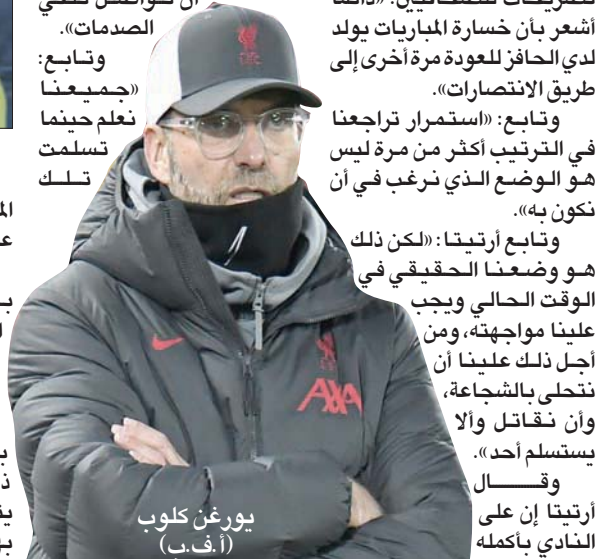 أشعر بأن خسارة المباريات يولد
لدي الحافز للعودة مرة أخرى إلى
طريق الانتصارات».
وتابع: «استمرار تراجعنا
في الترتيب أكثر من مرة ليس
هو الوضع الذي نرغب في أن
نكون به».
وتابع أرتيتا: «لكن ذلك
هو وضعنا الحقيقي في
الوقت الحالي ويجب
علينا مواجهته، ومن
أجل ذلك علينا أن
نتحلى بالشجاعة،
وأن نقاتل وألا
يستسلم أحد».
وقال
أرتيتا إن على
النادي بأكمله
الصدمات».
وتابع:
«جميعنا
نعلم حينما
تسلمت
تلك
AXA
يورغن كلوب
(أ.ف.ب)